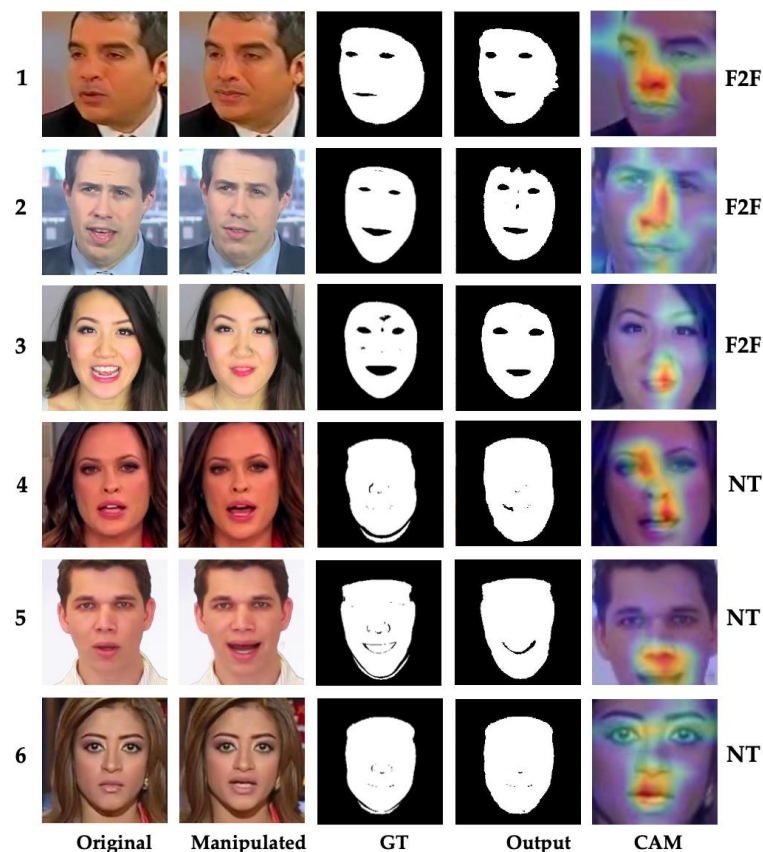 1 F2F
2 F2F
3 F2F
4 NT
5 NT
6 NT
Original Manipulated GT Output CAM